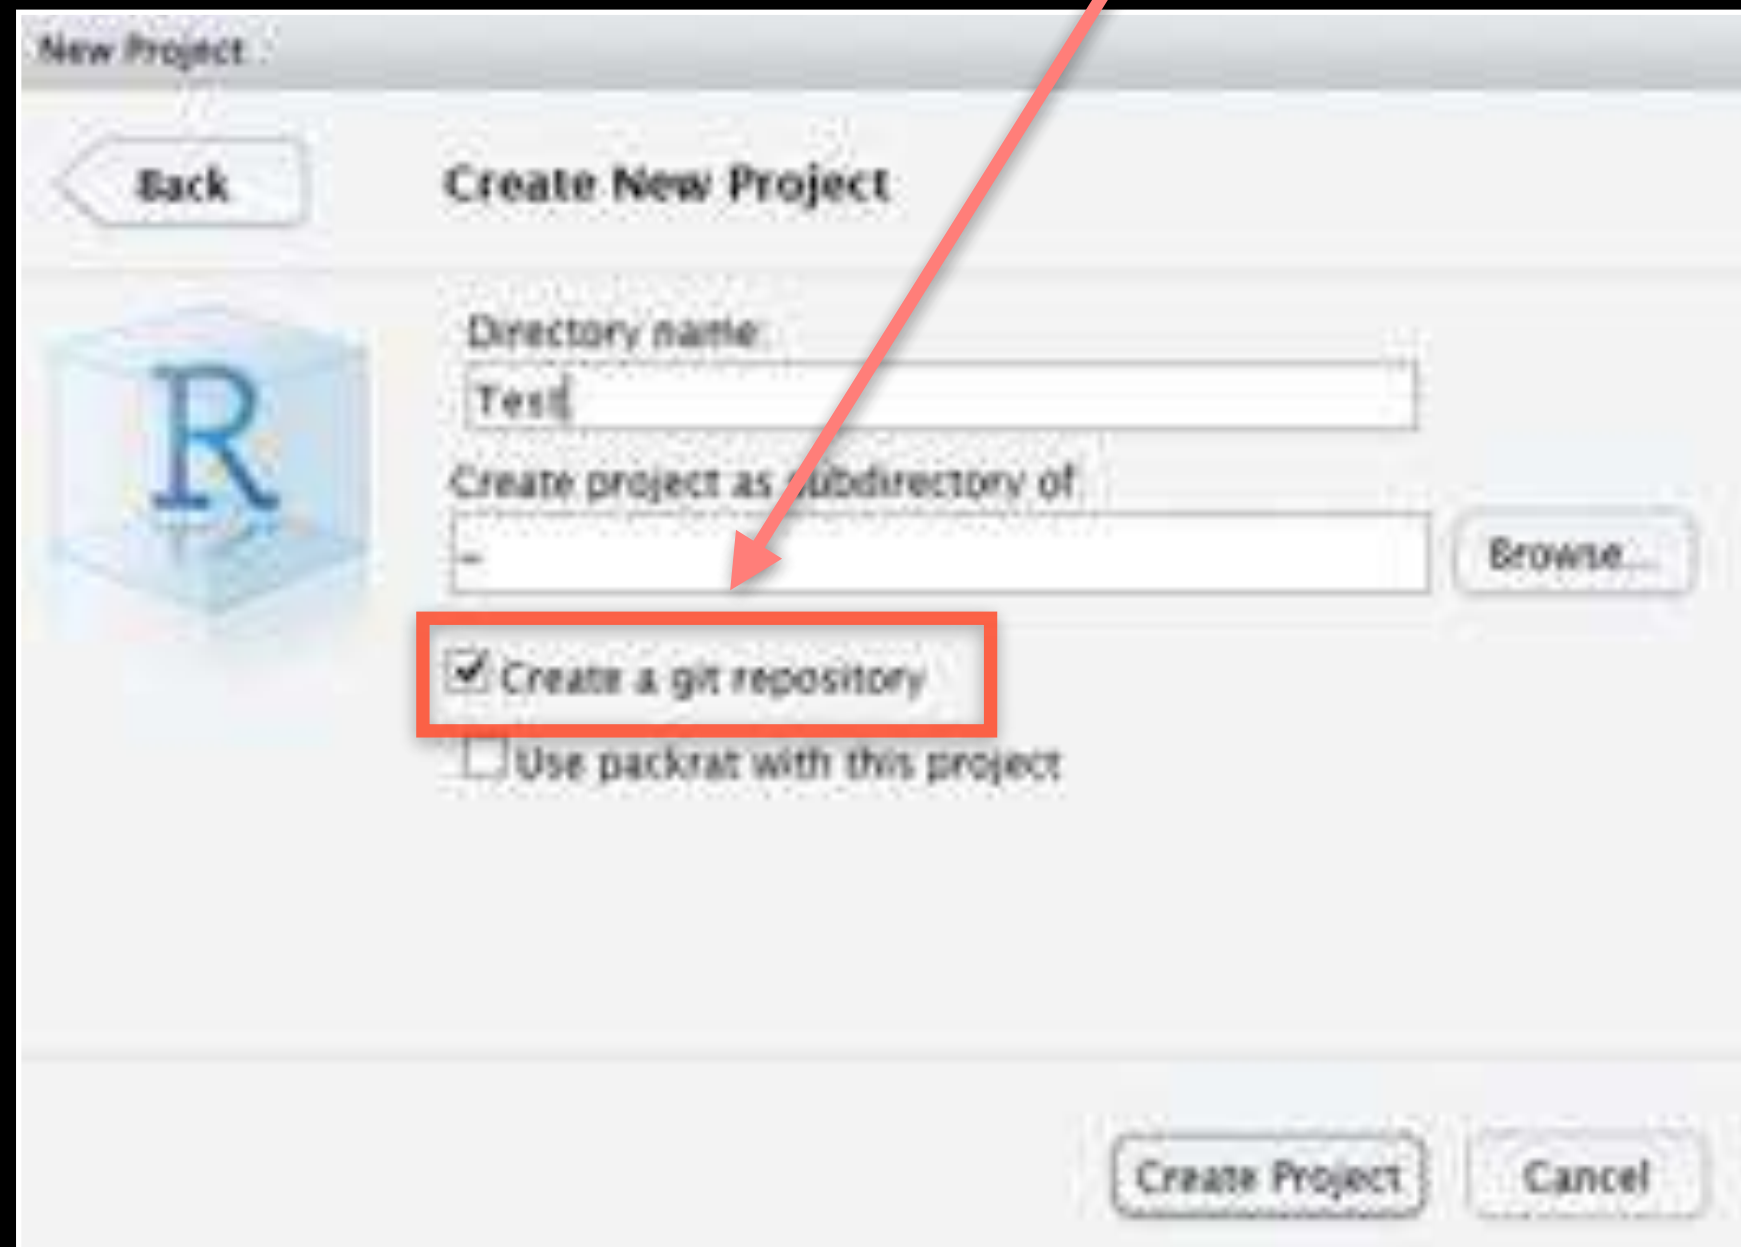 New Project
Back
Create New Project
R
Directory name:
Test
Create project as subdirectory of:
~
Browse...
Create a git repository
Use packrat with this project
Create Project
Cancel